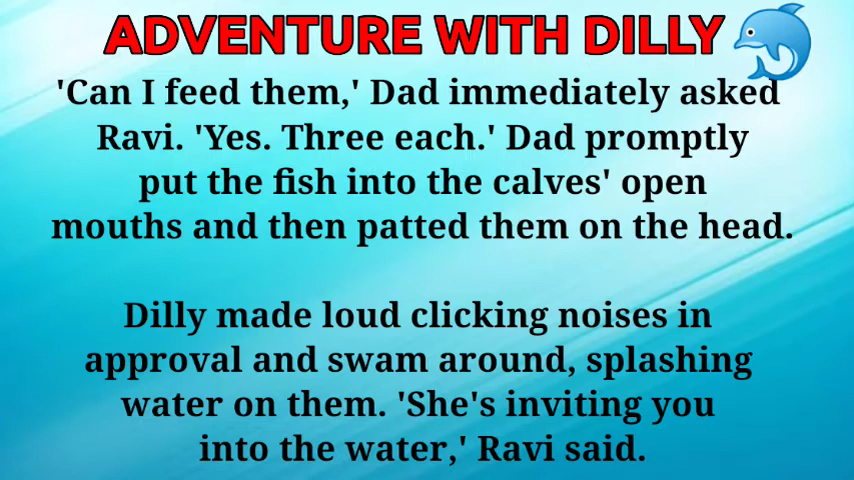 ADVENTURE WITH DILLY
'Can I feed them,' Dad immediately asked
Ravi. 'Yes. Three each.' Dad promptly
put the fish into the calves' open
mouths and then patted them on the head.
Dilly made loud clicking noises in
approval and swam around, splashing
water on them. 'She's inviting you
into the water,' Ravi said.